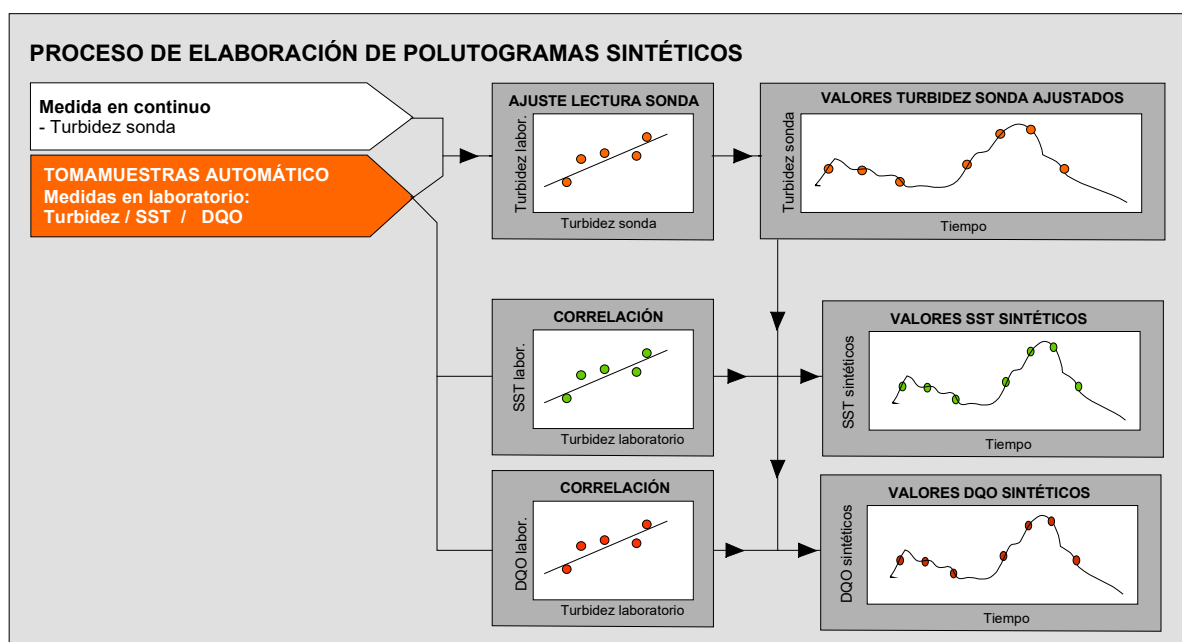 PROCESO DE ELABORACIÓN DE POLUTOGRAMAS SINTÉTICOS
Medida en continuo
- Turbidez sonda
TOMAMUESTRAS AUTOMÁTICO
Medidas en laboratorio:
Turbidez / SST / DQO
AJUSTE LECTURA SONDA
Turbidez labor.
Turbidez sonda
VALORES TURBIDEZ SONDA AJUSTADOS
Turbidez sonda
Tiempo
CORRELACIÓN
SST labor.
Turbidez laboratorio
VALORES SST SINTÉTICOS
SST sintéticos
Tiempo
CORRELACIÓN
DQO labor.
Turbidez laboratorio
VALORES DQO SINTÉTICOS
DQO sintéticos
Tiempo